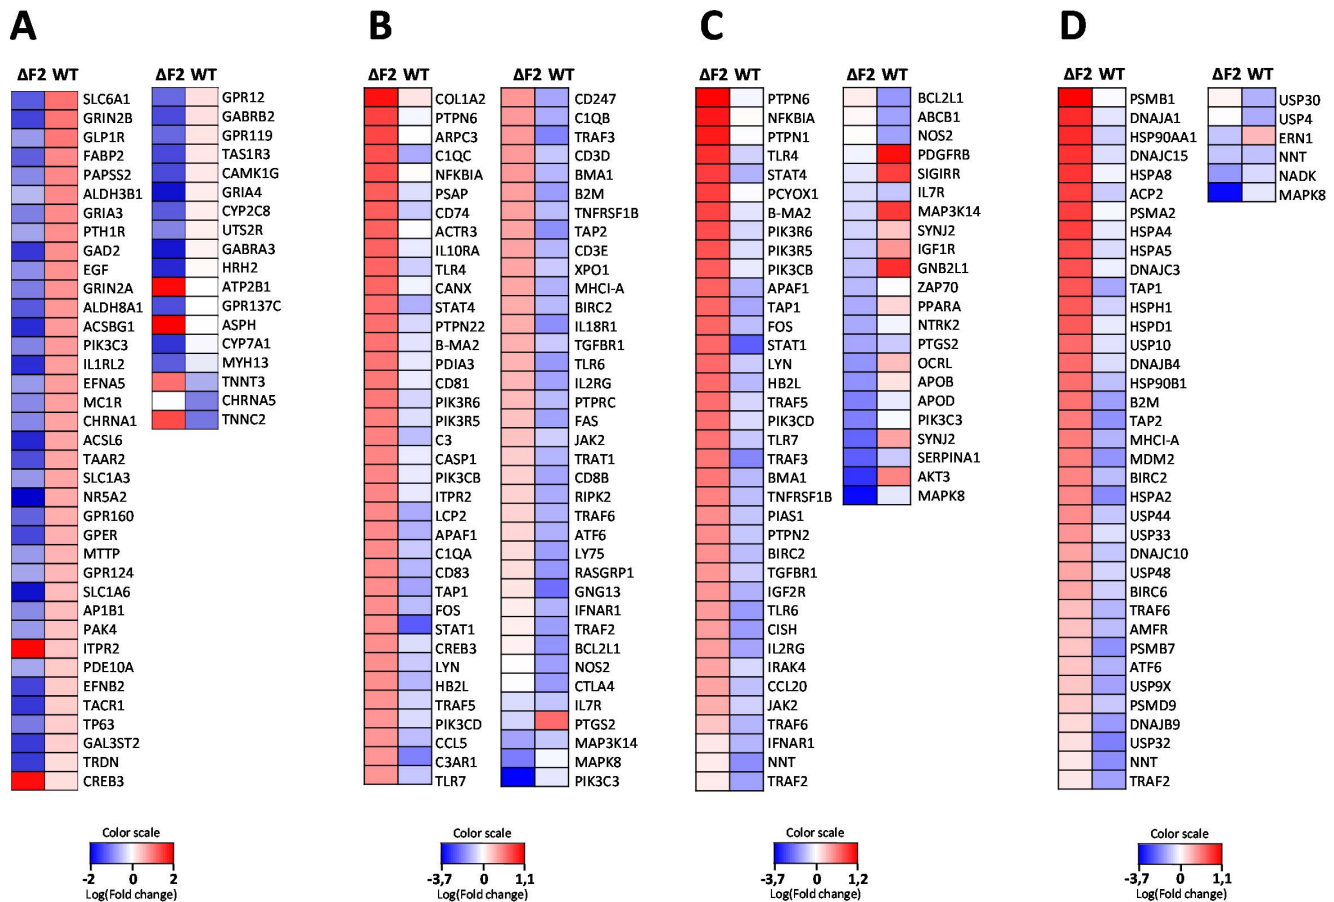 A
B
C
D
ΔF2 WT
SLC6A1
GRIN2B
GLP1R
FABP2
PAPSS2
ALDH3B1
GRIA3
PTH1R
GAD2
EGF
GRIN2A
ALDH8A1
ACSBG1
PIK3C3
IL1RL2
EFNA5
MC1R
CHRNA1
ACSL6
TAAR2
SLC1A3
NR5A2
GPR160
GPER
MTTP
GPR124
SLC1A6
AP1B1
PAK4
ITPR2
PDE10A
EFNB2
TACR1
TP63
GAL3ST2
TRDN
CREB3
ΔF2 WT
GPR12
GABRB2
GPR119
TAS1R3
CAMK1G
GRIA4
CYP2C8
UTS2R
GABRA3
HRH2
ATP2B1
GPR137C
ASPH
CYP7A1
MYH13
TNNT3
CHRNA5
TNNC2
Color scale
-2 0 2
Log(Fold change)
ΔF2 WT
COL1A2
PTPN6
ARPC3
C1QC
NFKBIA
PSAP
CD74
ACTR3
IL10RA
TLR4
CANX
STAT4
PTPN22
B-MA2
PDIA3
CD81
PIK3R6
PIK3R5
C3
CASP1
PIK3CB
ITPR2
LCP2
APAF1
C1QA
CD83
TAP1
FOS
STAT1
CREB3
LYN
HB2L
TRAF5
PIK3CD
CCL5
C3AR1
TLR7
ΔF2 WT
CD247
C1QB
TRAF3
CD3D
BMA1
B2M
TNFRSF1B
TAP2
CD3E
XPO1
MHCI-A
BIRC2
IL18R1
TGFBR1
TLR6
IL2RG
PTPRC
FAS
JAK2
TRAT1
CD8B
RIPK2
TRAF6
ATF6
LY75
RASGRP1
GNG13
IFNAR1
TRAF2
BCL2L1
NOS2
CTLA4
IL7R
PTGS2
MAP3K14
MAPK8
PIK3C3
Color scale
-3,7 0 1,1
Log(Fold change)
ΔF2 WT
PTPN6
NFKBIA
PTPN1
TLR4
STAT4
PCYOX1
B-MA2
PIK3R6
PIK3R5
PIK3CB
APAF1
TAP1
FOS
STAT1
LYN
HB2L
TRAF5
PIK3CD
TLR7
TRAF3
BMA1
TNFRSF1B
PIAS1
PTPN2
BIRC2
TGFBR1
IGF2R
TLR6
CISH
IL2RG
IRAK4
CCL20
JAK2
TRAF6
IFNAR1
NNT
TRAF2
ΔF2 WT
BCL2L1
ABCB1
NOS2
PDGFRB
SIGIRR
IL7R
MAP3K14
SYNJ2
IGF1R
GNB2L1
ZAP70
PPARA
NTRK2
PTGS2
OCRL
APOB
APOD
PIK3C3
SYNJ2
SERPINA1
AKT3
MAPK8
Color scale
-3,7 0 1,2
Log(Fold change)
ΔF2 WT
PSMB1
DNAJA1
HSP90AA1
DNAJC15
HSPA8
ACP2
PSMA2
HSPA4
HSPA5
DNAJC3
TAP1
HSPH1
HSPD1
USP10
DNAJB4
HSP90B1
B2M
TAP2
MHCI-A
MDM2
BIRC2
HSPA2
USP44
USP33
DNAJC10
USP48
BIRC6
TRAF6
AMFR
PSMB7
ATF6
USP9X
PSMD9
DNAJB9
USP32
NNT
TRAF2
ΔF2 WT
USP30
USP4
ERN1
NNT
NADK
MAPK8
Color scale
-3,7 0 1,1
Log(Fold change)